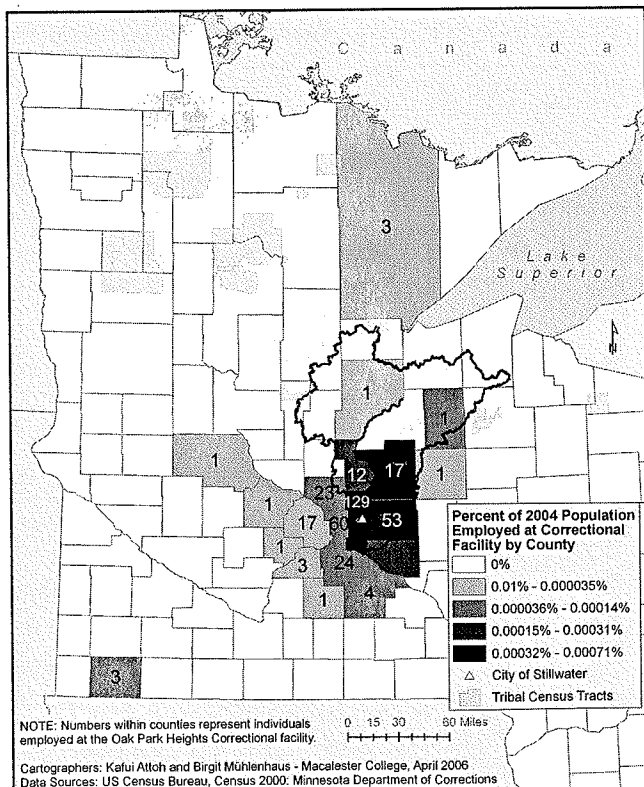 C a n a d a
3
Lake
Superior
1
1
1
12
17
1
23
1
129
17
60
53
1
24
3
4
1
3
Percent of 2004 Population
Employed at Correctional
Facility by County
0%
0.01% - 0.000035%
0.000036% - 0.00014%
0.00015% - 0.00031%
0.00032% - 0.00071%
City of Stillwater
Tribal Census Tracts
NOTE: Numbers within counties represent individuals
employed at the Oak Park Heights Correctional facility.
0 15 30 60 Miles
Cartographers: Kafui Attoh and Birgit Mühlenhaus - Macalester College, April 2006
Data Sources: US Census Bureau, Census 2000: Minnesota Department of Corrections